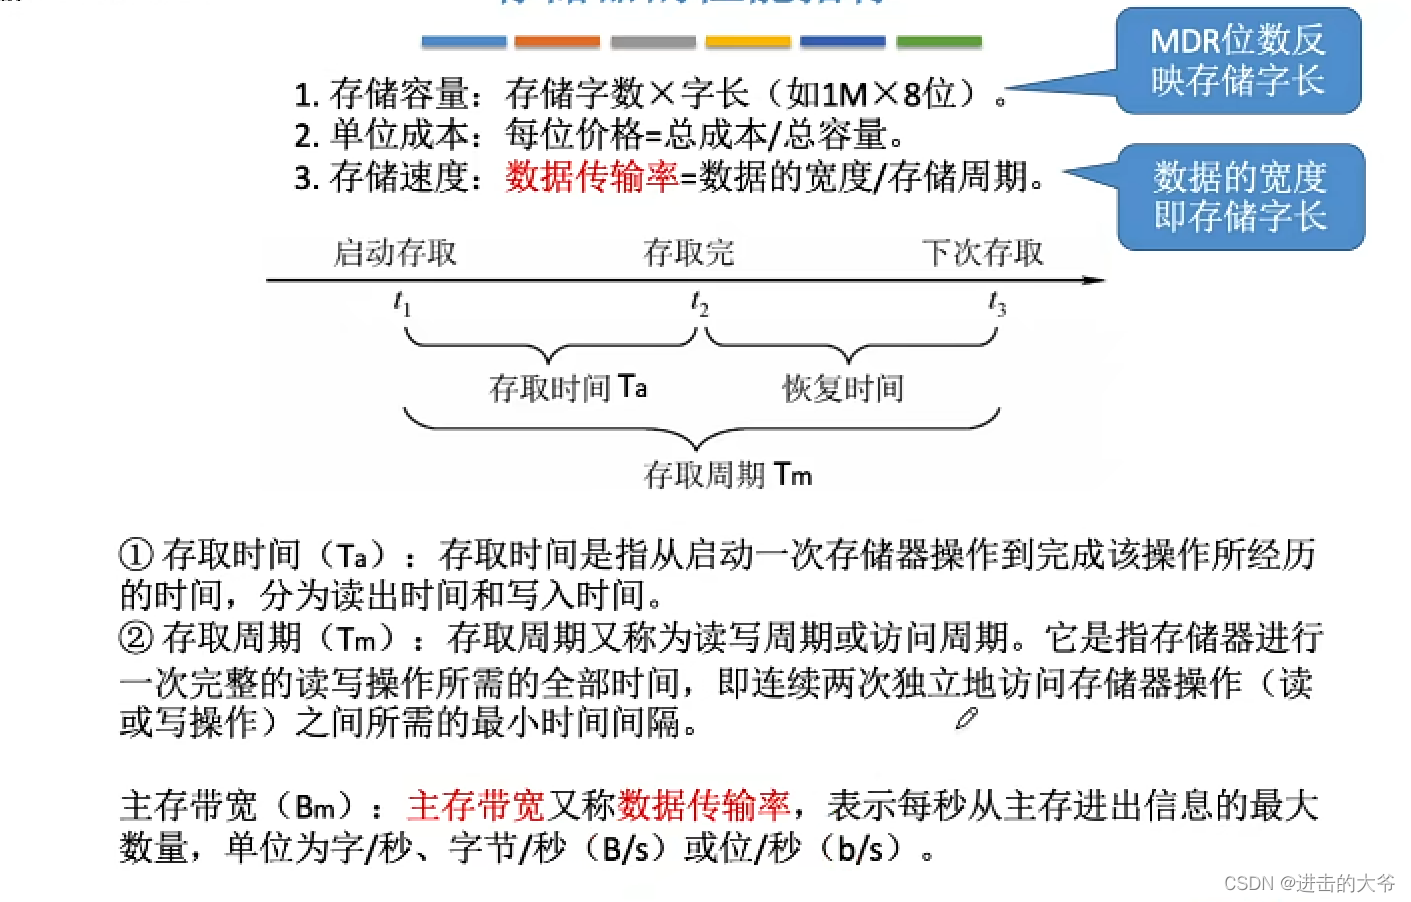 1. 存储容量：存储字数×字长（如1M×8位）。
2. 单位成本：每位价格=总成本/总容量。
3. 存储速度：数据传输率=数据的宽度/存储周期。
MDR位数反
映存储字长
数据的宽度
即存储字长
启动存取 存取完 下次存取
t1 t2 t3
存取时间 Ta 恢复时间
存取周期 Tm
① 存取时间（Ta）：存取时间是指从启动一次存储器操作到完成该操作所经历
的时间，分为读出时间和写入时间。
② 存取周期（Tm）：存取周期又称为读写周期或访问周期。它是指存储器进行
一次完整的读写操作所需的全部时间，即连续两次独立地访问存储器操作（读
或写操作）之间所需的最小时间间隔。
主存带宽（Bm）：主存带宽又称数据传输率，表示每秒从主存进出信息的最大
数量，单位为字/秒、字节/秒（B/s）或位/秒（b/s）。
CSDN @进击的大爷